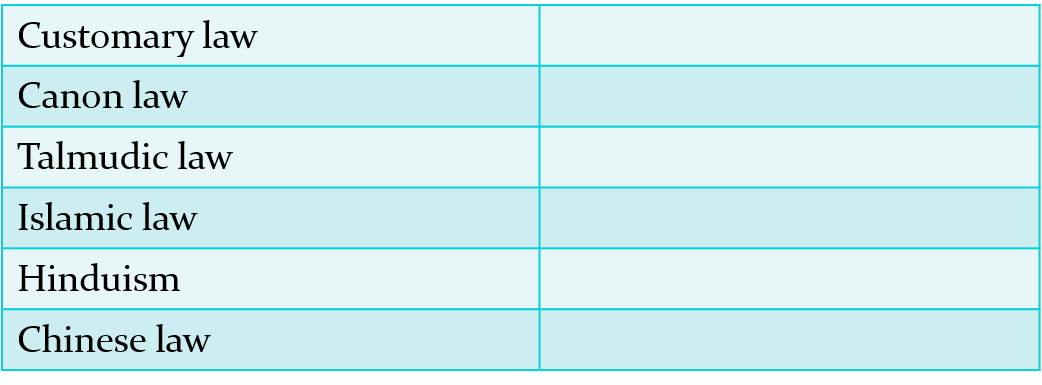 Customary law
Canon law
Talmudic law
Islamic law
Hinduism
Chinese law